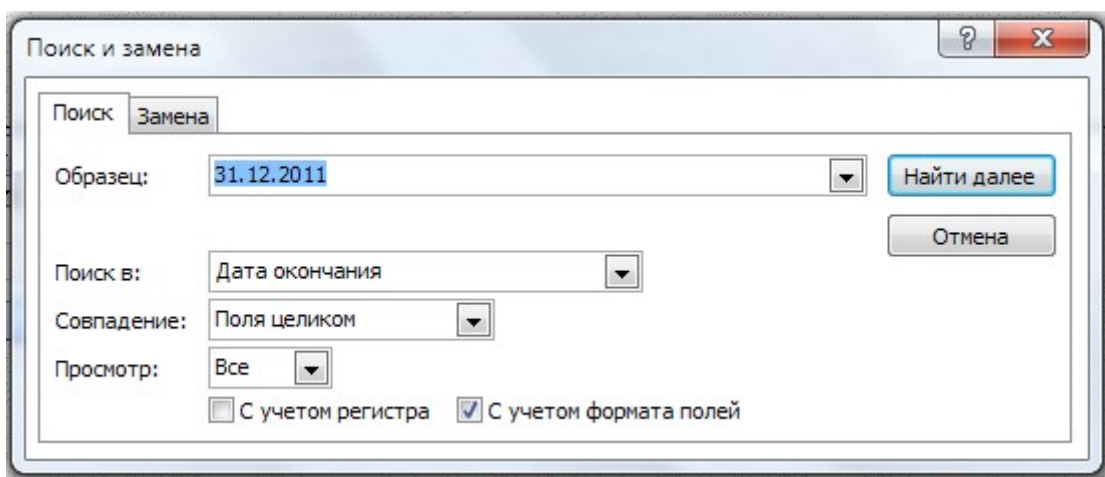 Поиск и замена
Поиск Замена
Образец: 31.12.2011 Найти далее
Отмена
Поиск в: Дата окончания
Совпадение: Поля целиком
Просмотр: Все
С учетом регистра С учетом формата полей